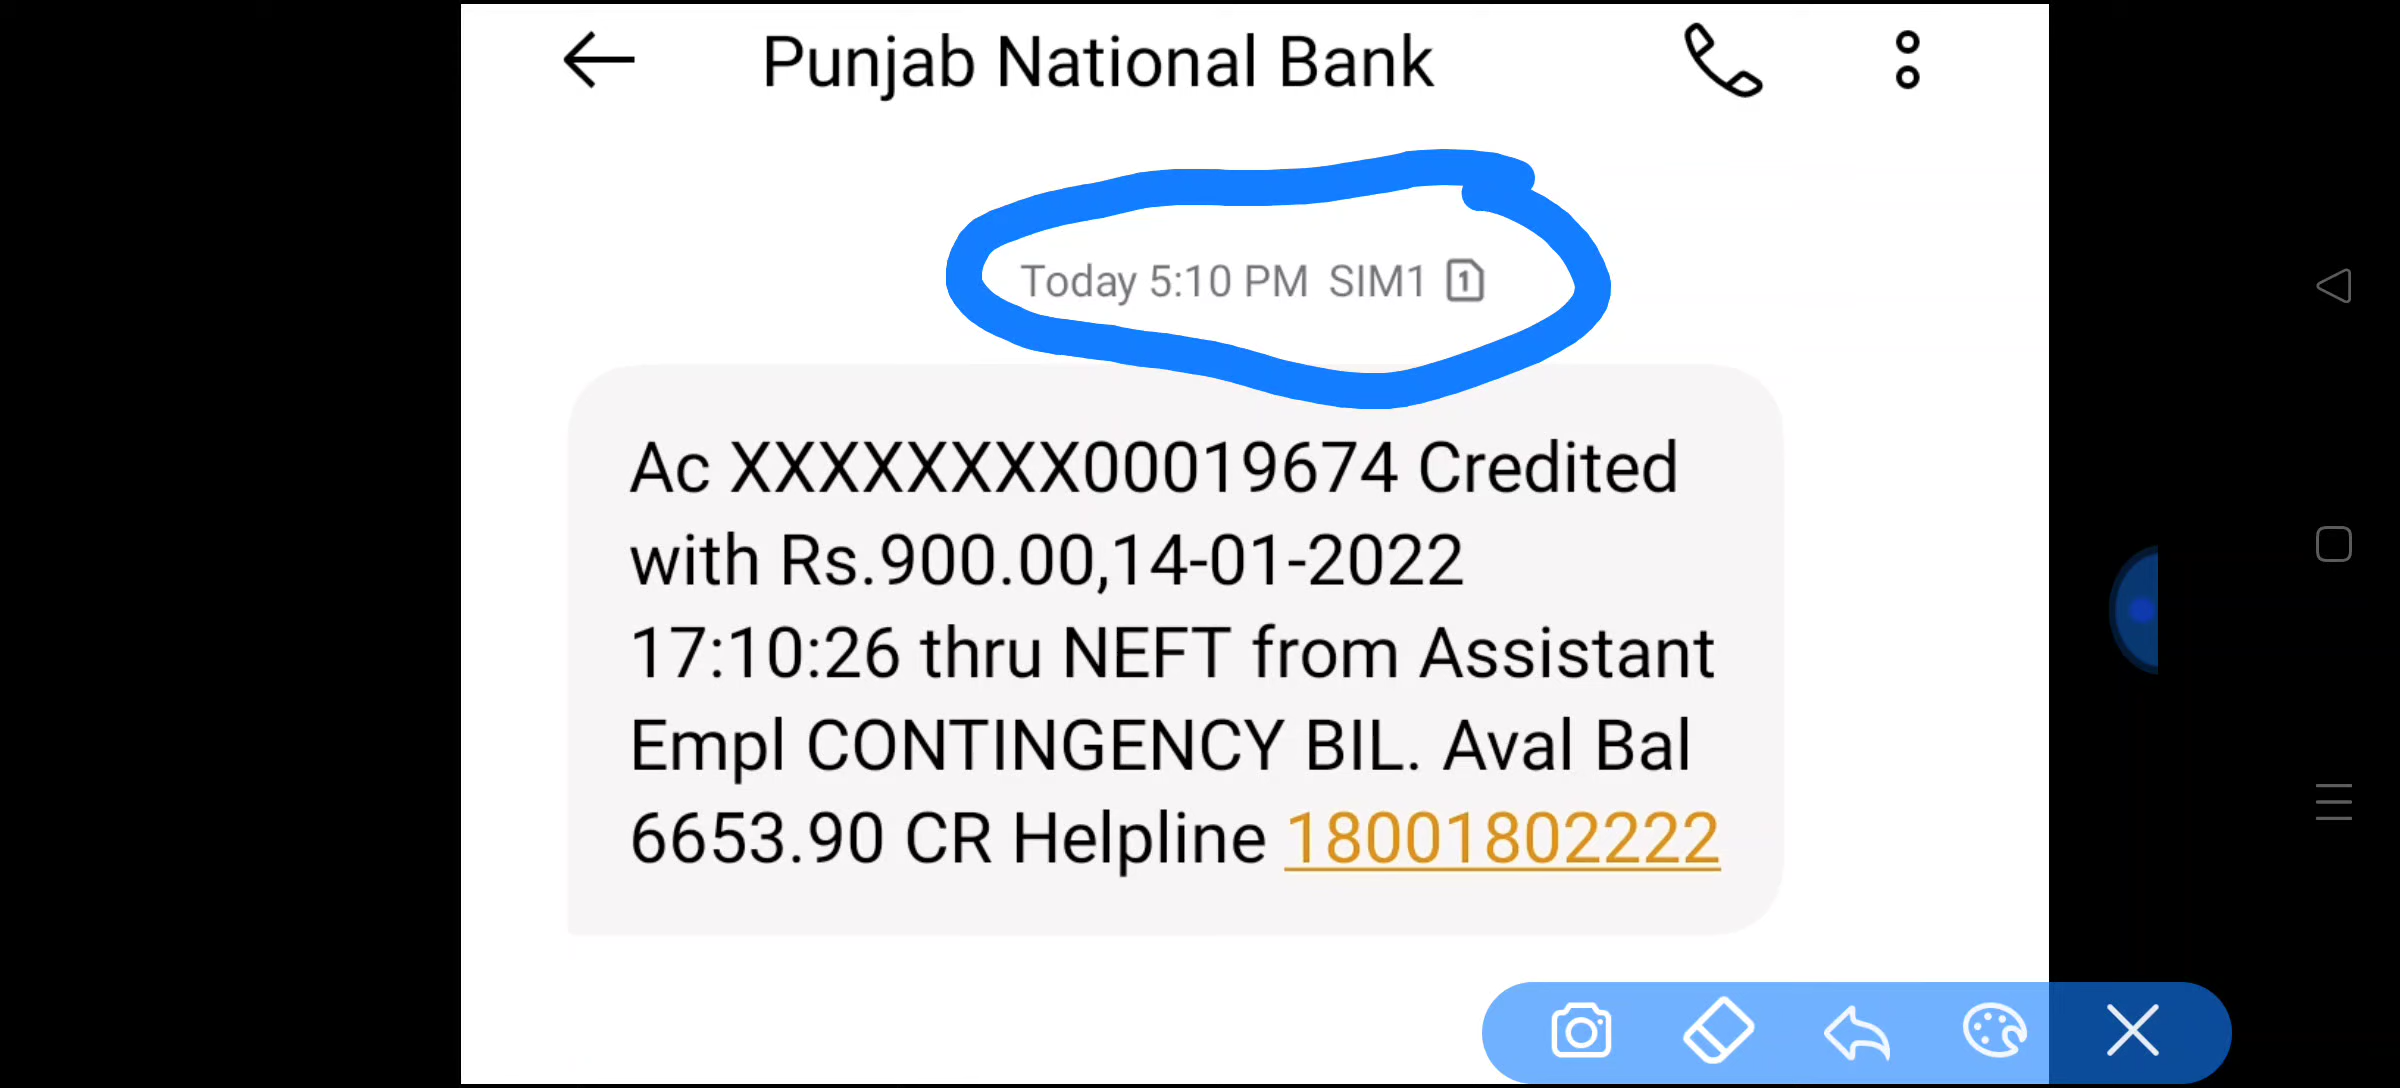 Punjab National Bank
Today 5:10 PM SIM1 1
Ac XXXXXXXX00019674 Credited
with Rs.900.00,14-01-2022
17:10:26 thru NEFT from Assistant
Empl CONTINGENCY BIL. Aval Bal
6653.90 CR Helpline 18001802222